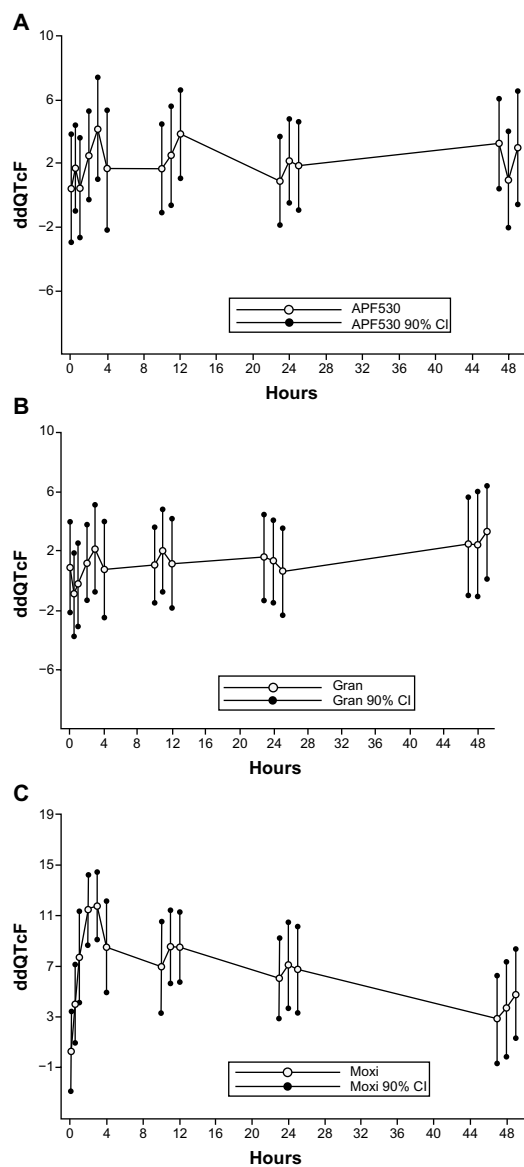 A
10
6
2
−2
−6
ddQTcF
APF530
APF530 90% CI
0 4 8 12 16 20 24 28 32 36 40 44 48
Hours
B
10
6
2
−2
−6
ddQTcF
Gran
Gran 90% CI
0 4 8 12 16 20 24 28 32 36 40 44 48
Hours
C
19
15
11
7
3
−1
ddQTcF
Moxi
Moxi 90% CI
0 4 8 12 16 20 24 28 32 36 40 44 48
Hours